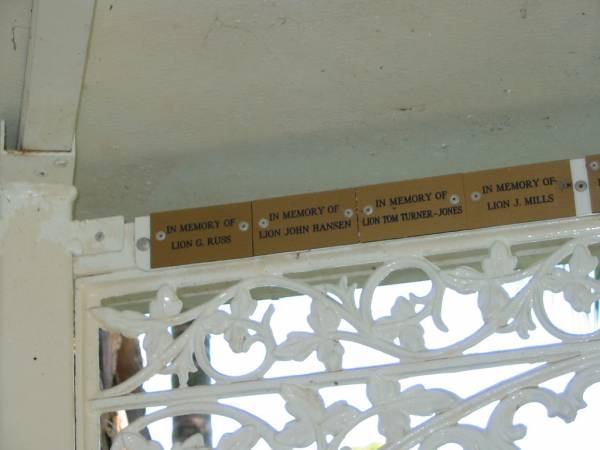 IN MEMORY OF
LION G. RUSS
IN MEMORY OF
LION JOHN HANSEN
IN MEMORY OF
LION TOM TURNER-JONES
IN MEMORY OF
LION J. MILLS